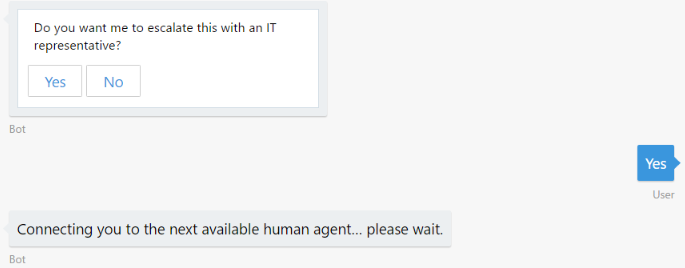 Do you want me to escalate this with an IT
representative?
Yes
No
Bot
Yes
User
Connecting you to the next available human agent... please wait.
Bot